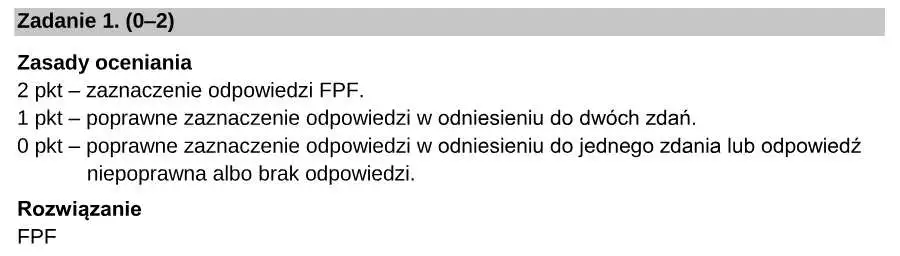 Zadanie 1. (0–2)
Zasady oceniania
2 pkt – zaznaczenie odpowiedzi FPF.
1 pkt – poprawne zaznaczenie odpowiedzi w odniesieniu do dwóch zdań.
0 pkt – poprawne zaznaczenie odpowiedzi w odniesieniu do jednego zdania lub odpowiedź
niepoprawna albo brak odpowiedzi.
Rozwiązanie
FPF